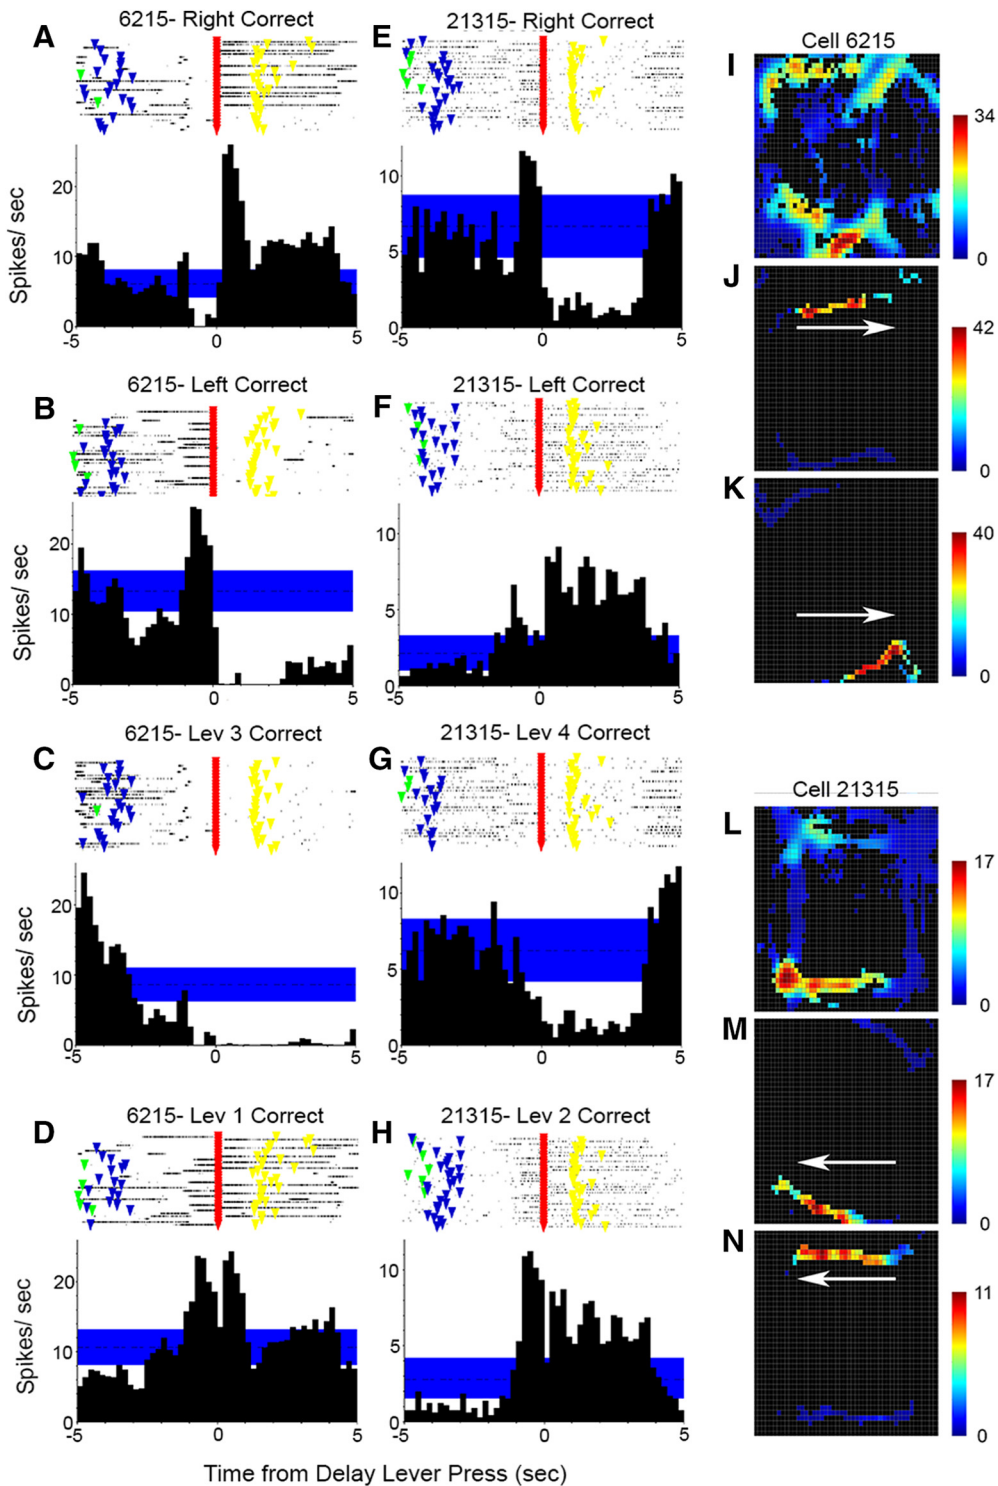 A
6215- Right Correct
Spikes/ sec
20
10
0
-5
0
5
B
6215- Left Correct
Spikes/ sec
20
10
0
-5
0
5
C
6215- Lev 3 Correct
Spikes/ sec
20
10
0
-5
0
5
D
6215- Lev 1 Correct
Spikes/ sec
20
10
0
-5
0
5
E
21315- Right Correct
10
5
0
-5
0
5
F
21315- Left Correct
10
5
0
-5
0
5
G
21315- Lev 4 Correct
10
5
0
-5
0
5
H
21315- Lev 2 Correct
10
5
0
-5
0
5
Time from Delay Lever Press (sec)
Cell 6215
I
34
0
J
42
0
K
40
0
Cell 21315
L
17
0
M
17
0
N
11
0